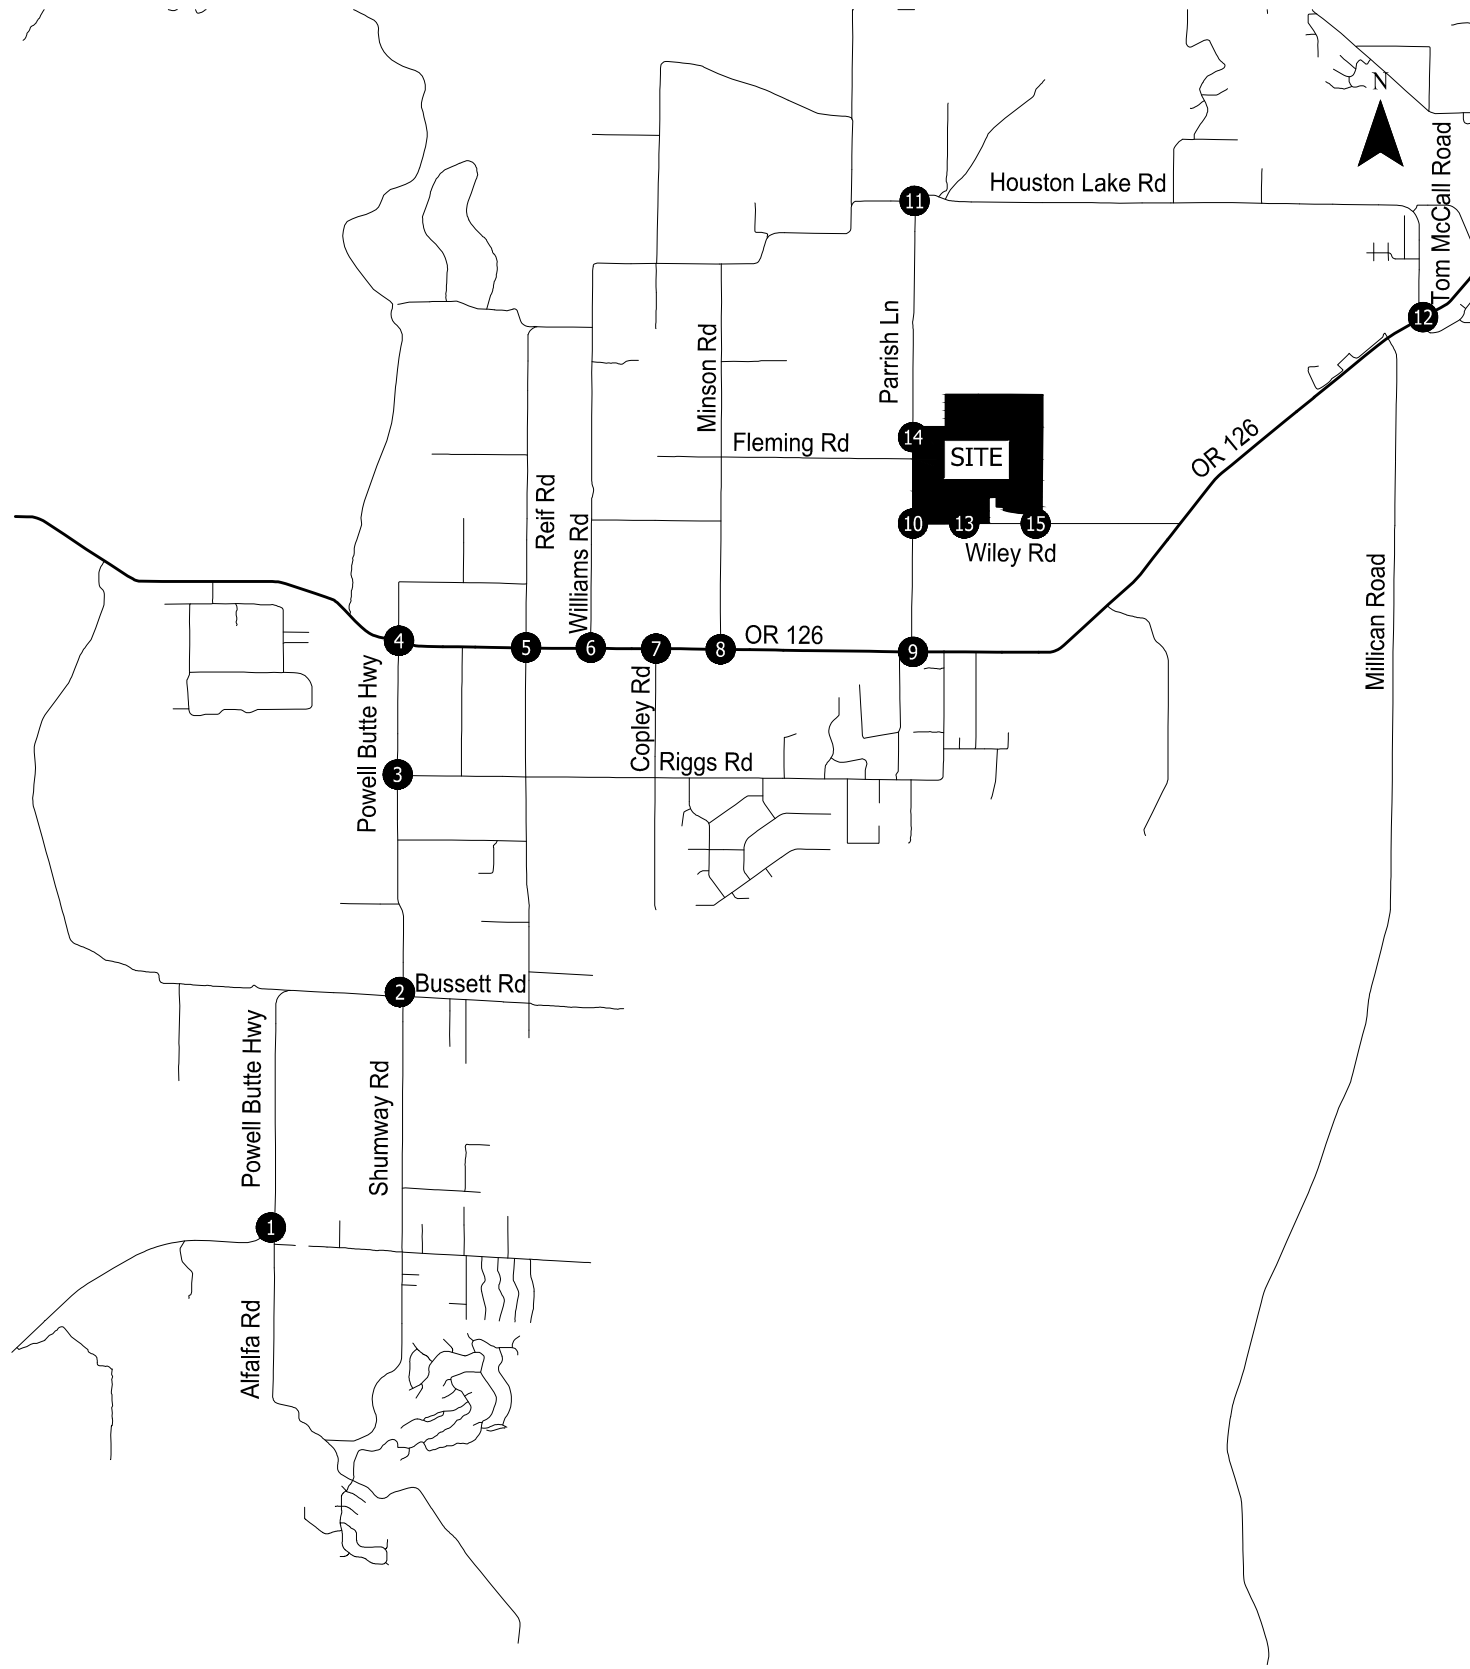 N
Tom McCall Road
Houston Lake Rd
11
12
Parrish Ln
Minson Rd
14
Fleming Rd
SITE
OR 126
Reif Rd
Williams Rd
10
13
15
Wiley Rd
Millican Road
4
5
6
7
8
OR 126
9
Powell Butte Hwy
Copley Rd
Riggs Rd
3
2
Bussett Rd
Powell Butte Hwy
Shumway Rd
1
Alfalfa Rd